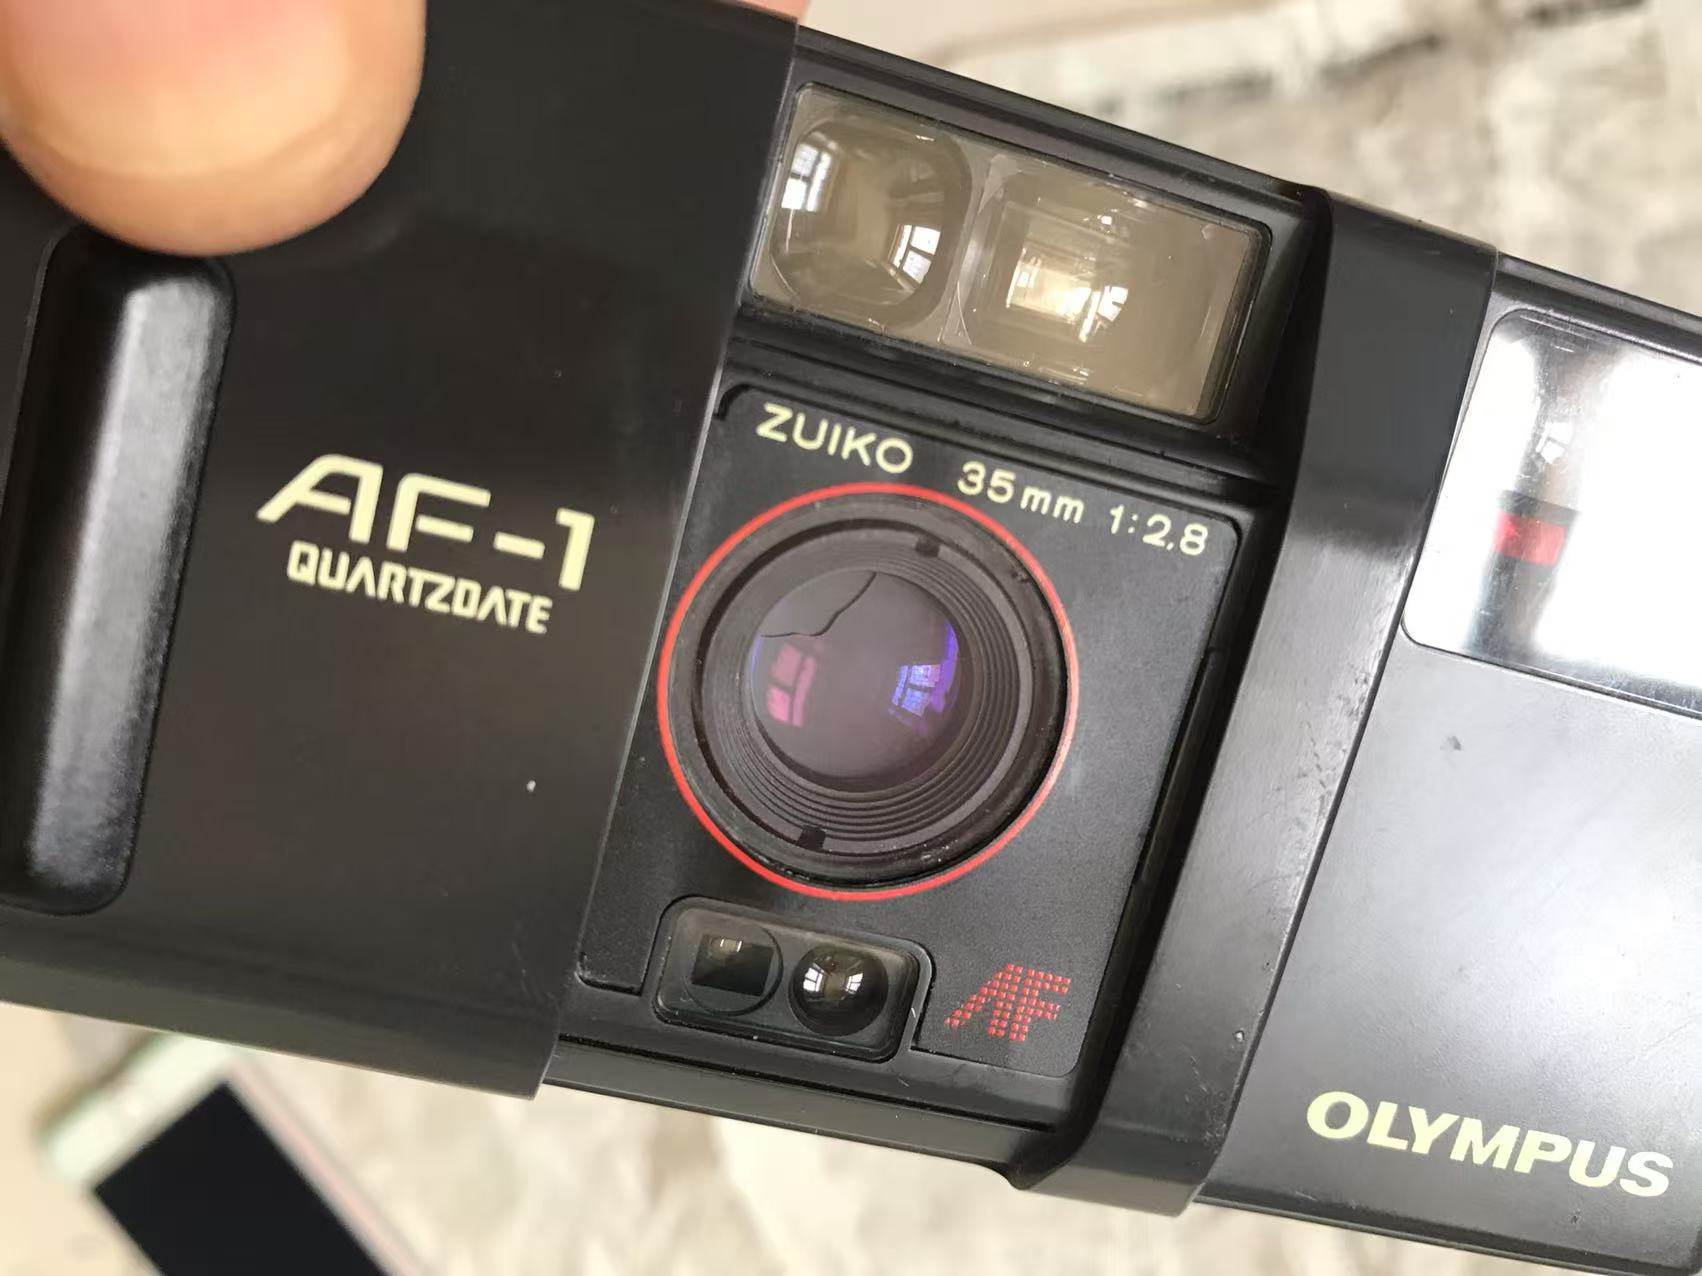 AF-1
QUARTZDATE
ZUIKO 35mm 1:2.8
AF
OLYMPUS